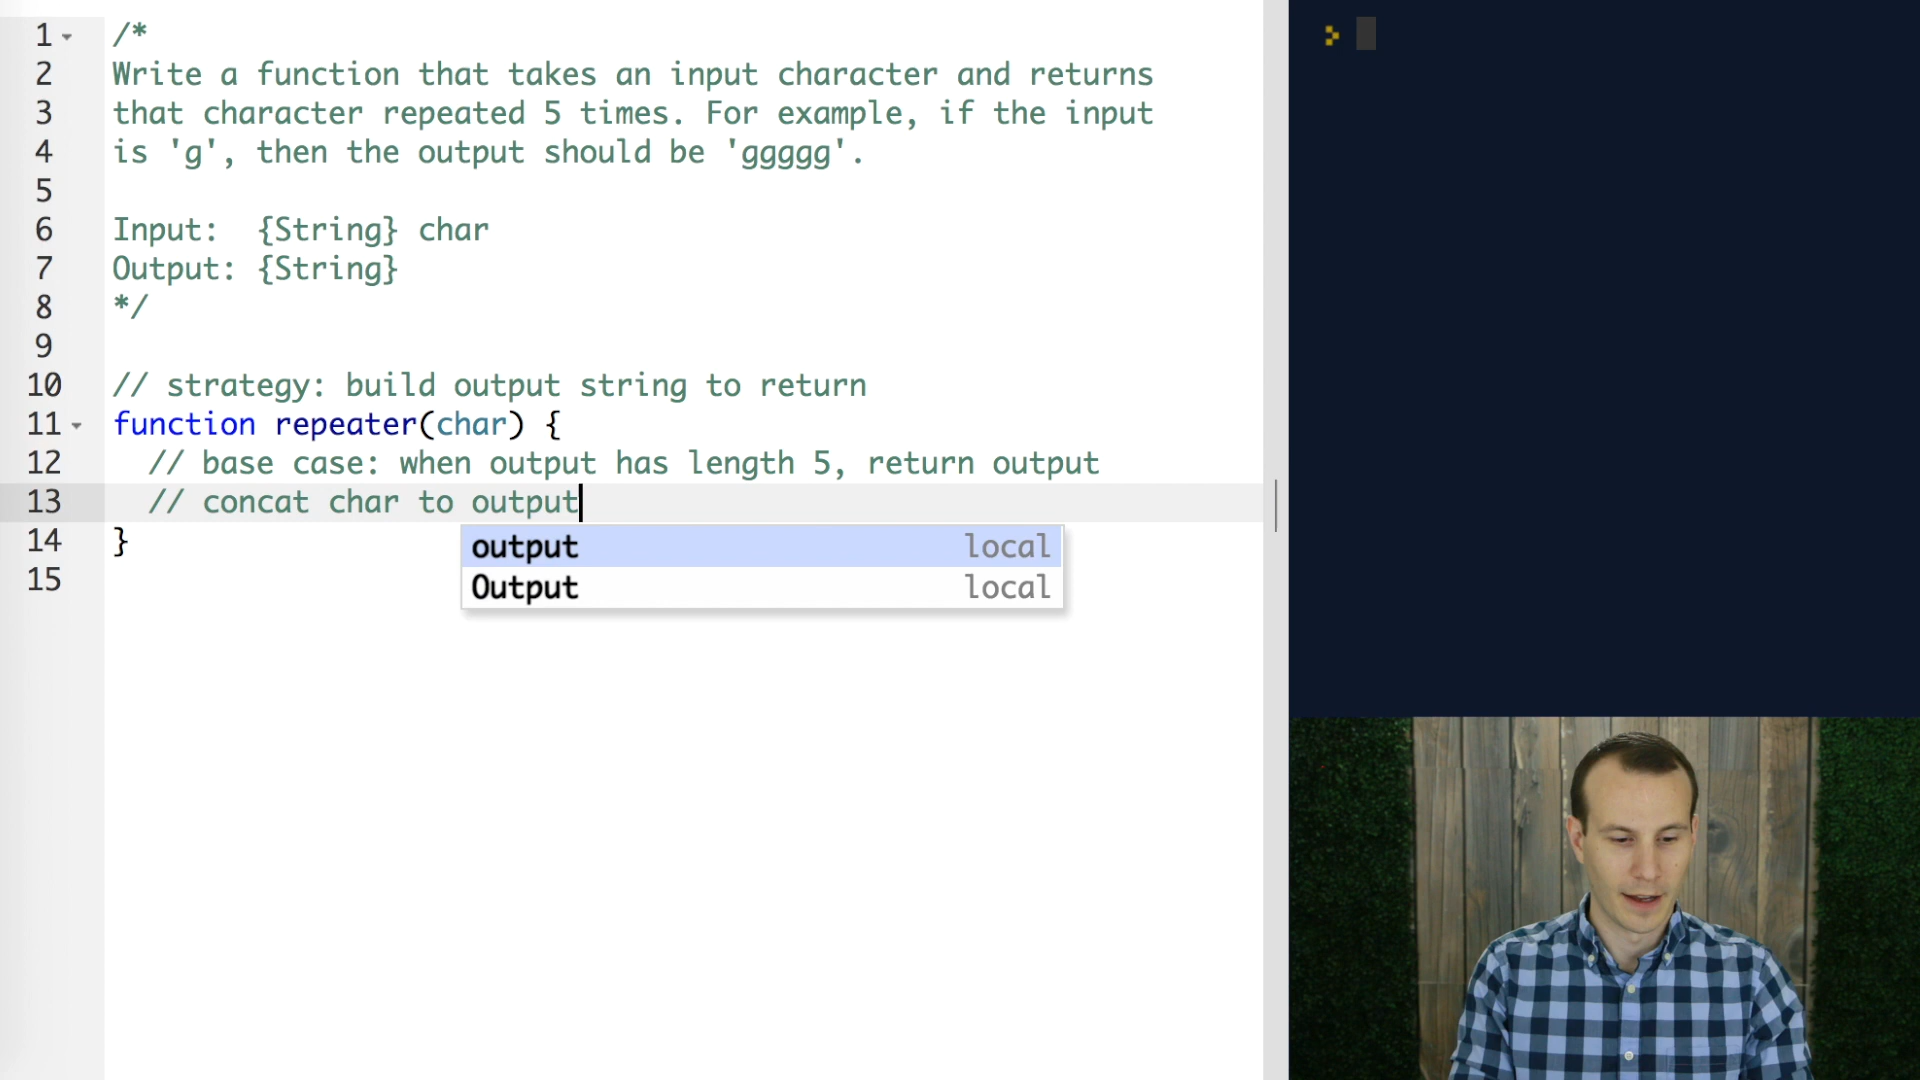 1 /*
2 Write a function that takes an input character and returns
3 that character repeated 5 times. For example, if the input
4 is 'g', then the output should be 'ggggg'.
5
6 Input:  {String} char
7 Output: {String}
8 */
9
10 // strategy: build output string to return
11 function repeater(char) {
12   // base case: when output has length 5, return output
13   // concat char to output
output local
Output local
14 }
15